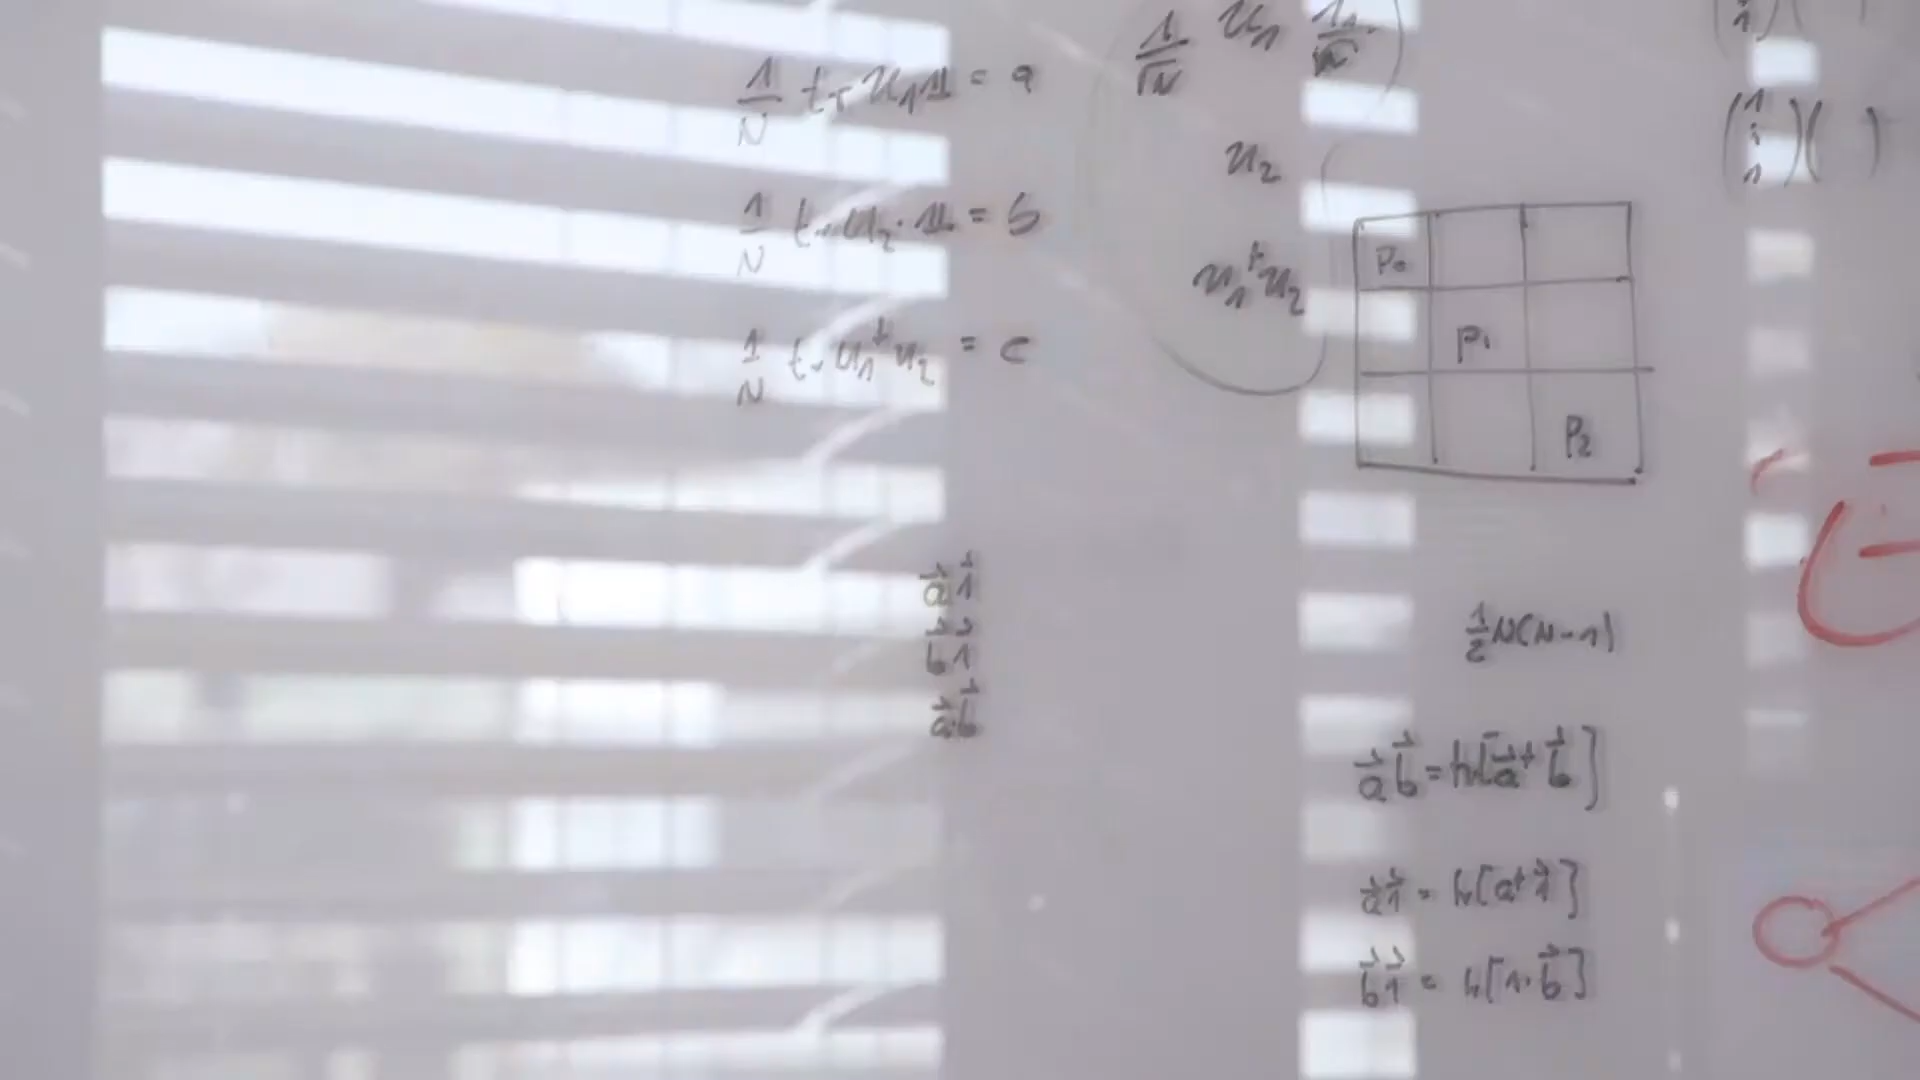 1/N tr U₁ 𝟙 = a
1/N tr U₂ · 𝟙 = b
1/N tr U₁† U₂ = c
1/√N U₁ 1/√N
U₂
U₁† U₂
P₀
P₁
P₂
a⃗ 1⃗
b⃗ 1⃗
a⃗ b⃗
½ N(N-1)
a⃗ b⃗ = tr[a⃗† b⃗]
a⃗ 1⃗ = tr[a† 1⃗]
b⃗ 1⃗ = tr[1 · b⃗]